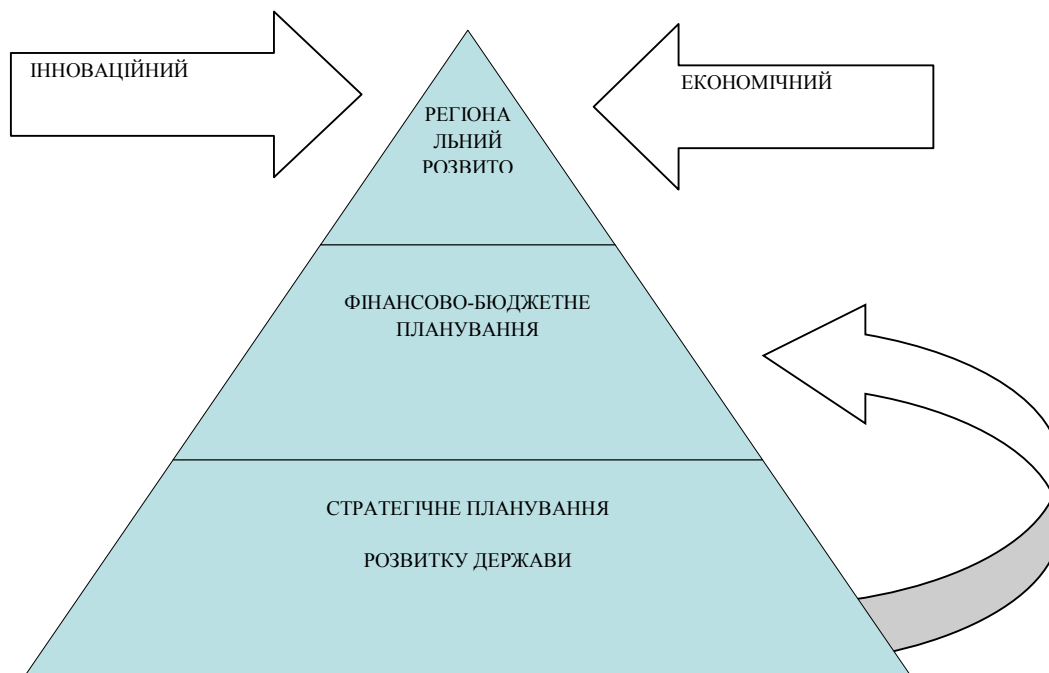 ІННОВАЦІЙНИЙ
ЕКОНОМІЧНИЙ
РЕГІОНА
ЛЬНИЙ
РОЗВИТО
ФІНАНСОВО-БЮДЖЕТНЕ
ПЛАНУВАННЯ
СТРАТЕГІЧНЕ ПЛАНУВАННЯ
РОЗВИТКУ ДЕРЖАВИ